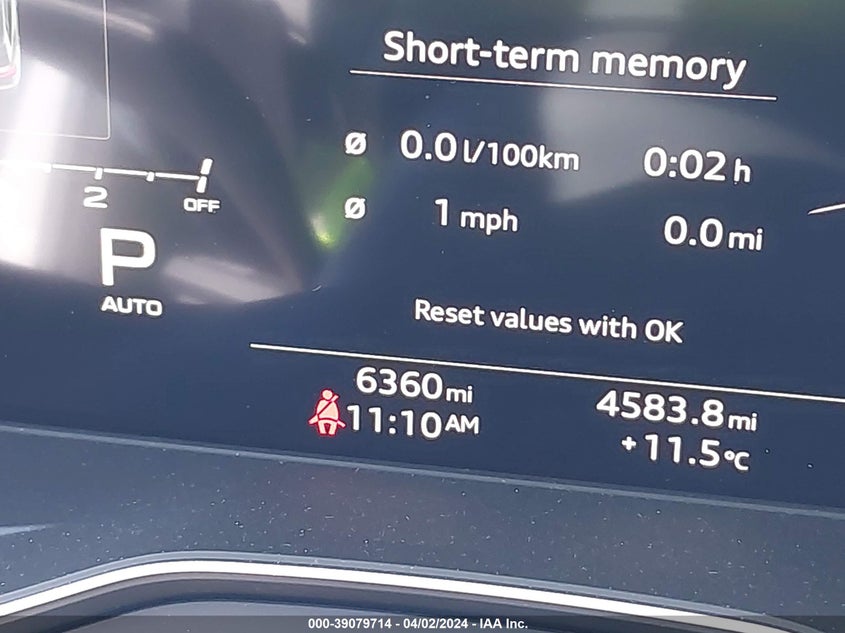 Short-term memory
Ø 0.0 l/100km 0:02 h
Ø 1 mph 0.0 mi
2 OFF
P
AUTO
Reset values with OK
6360 mi 4583.8 mi
11:10 AM +11.5 °C
000-39079714 - 04/02/2024 - IAA Inc.